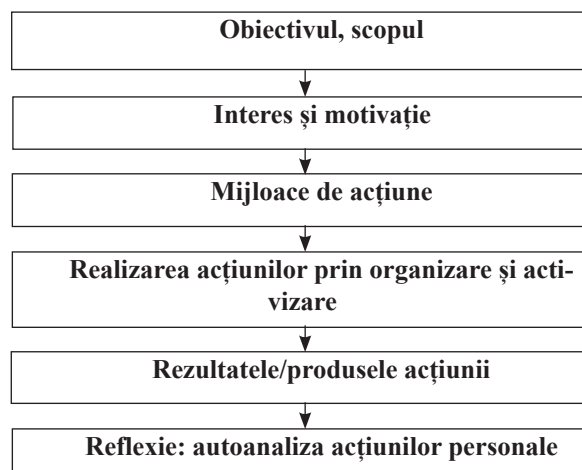 Obiectivul, scopul
Interes și motivație
Mijloace de acțiune
Realizarea acțiunilor prin organizare și acti-
vizare
Rezultatele/produsele acțiunii
Reflexie: autoanaliza acțiunilor personale